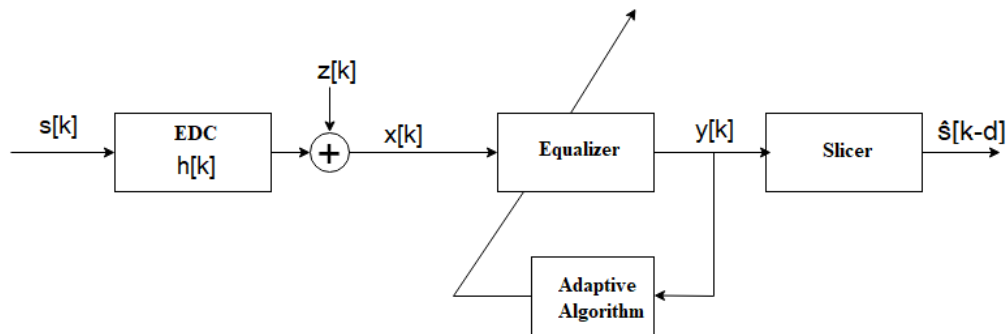 z[k]
s[k]
EDC
h[k]
+
x[k]
Equalizer
y[k]
Slicer
ŝ[k-d]
Adaptive
Algorithm